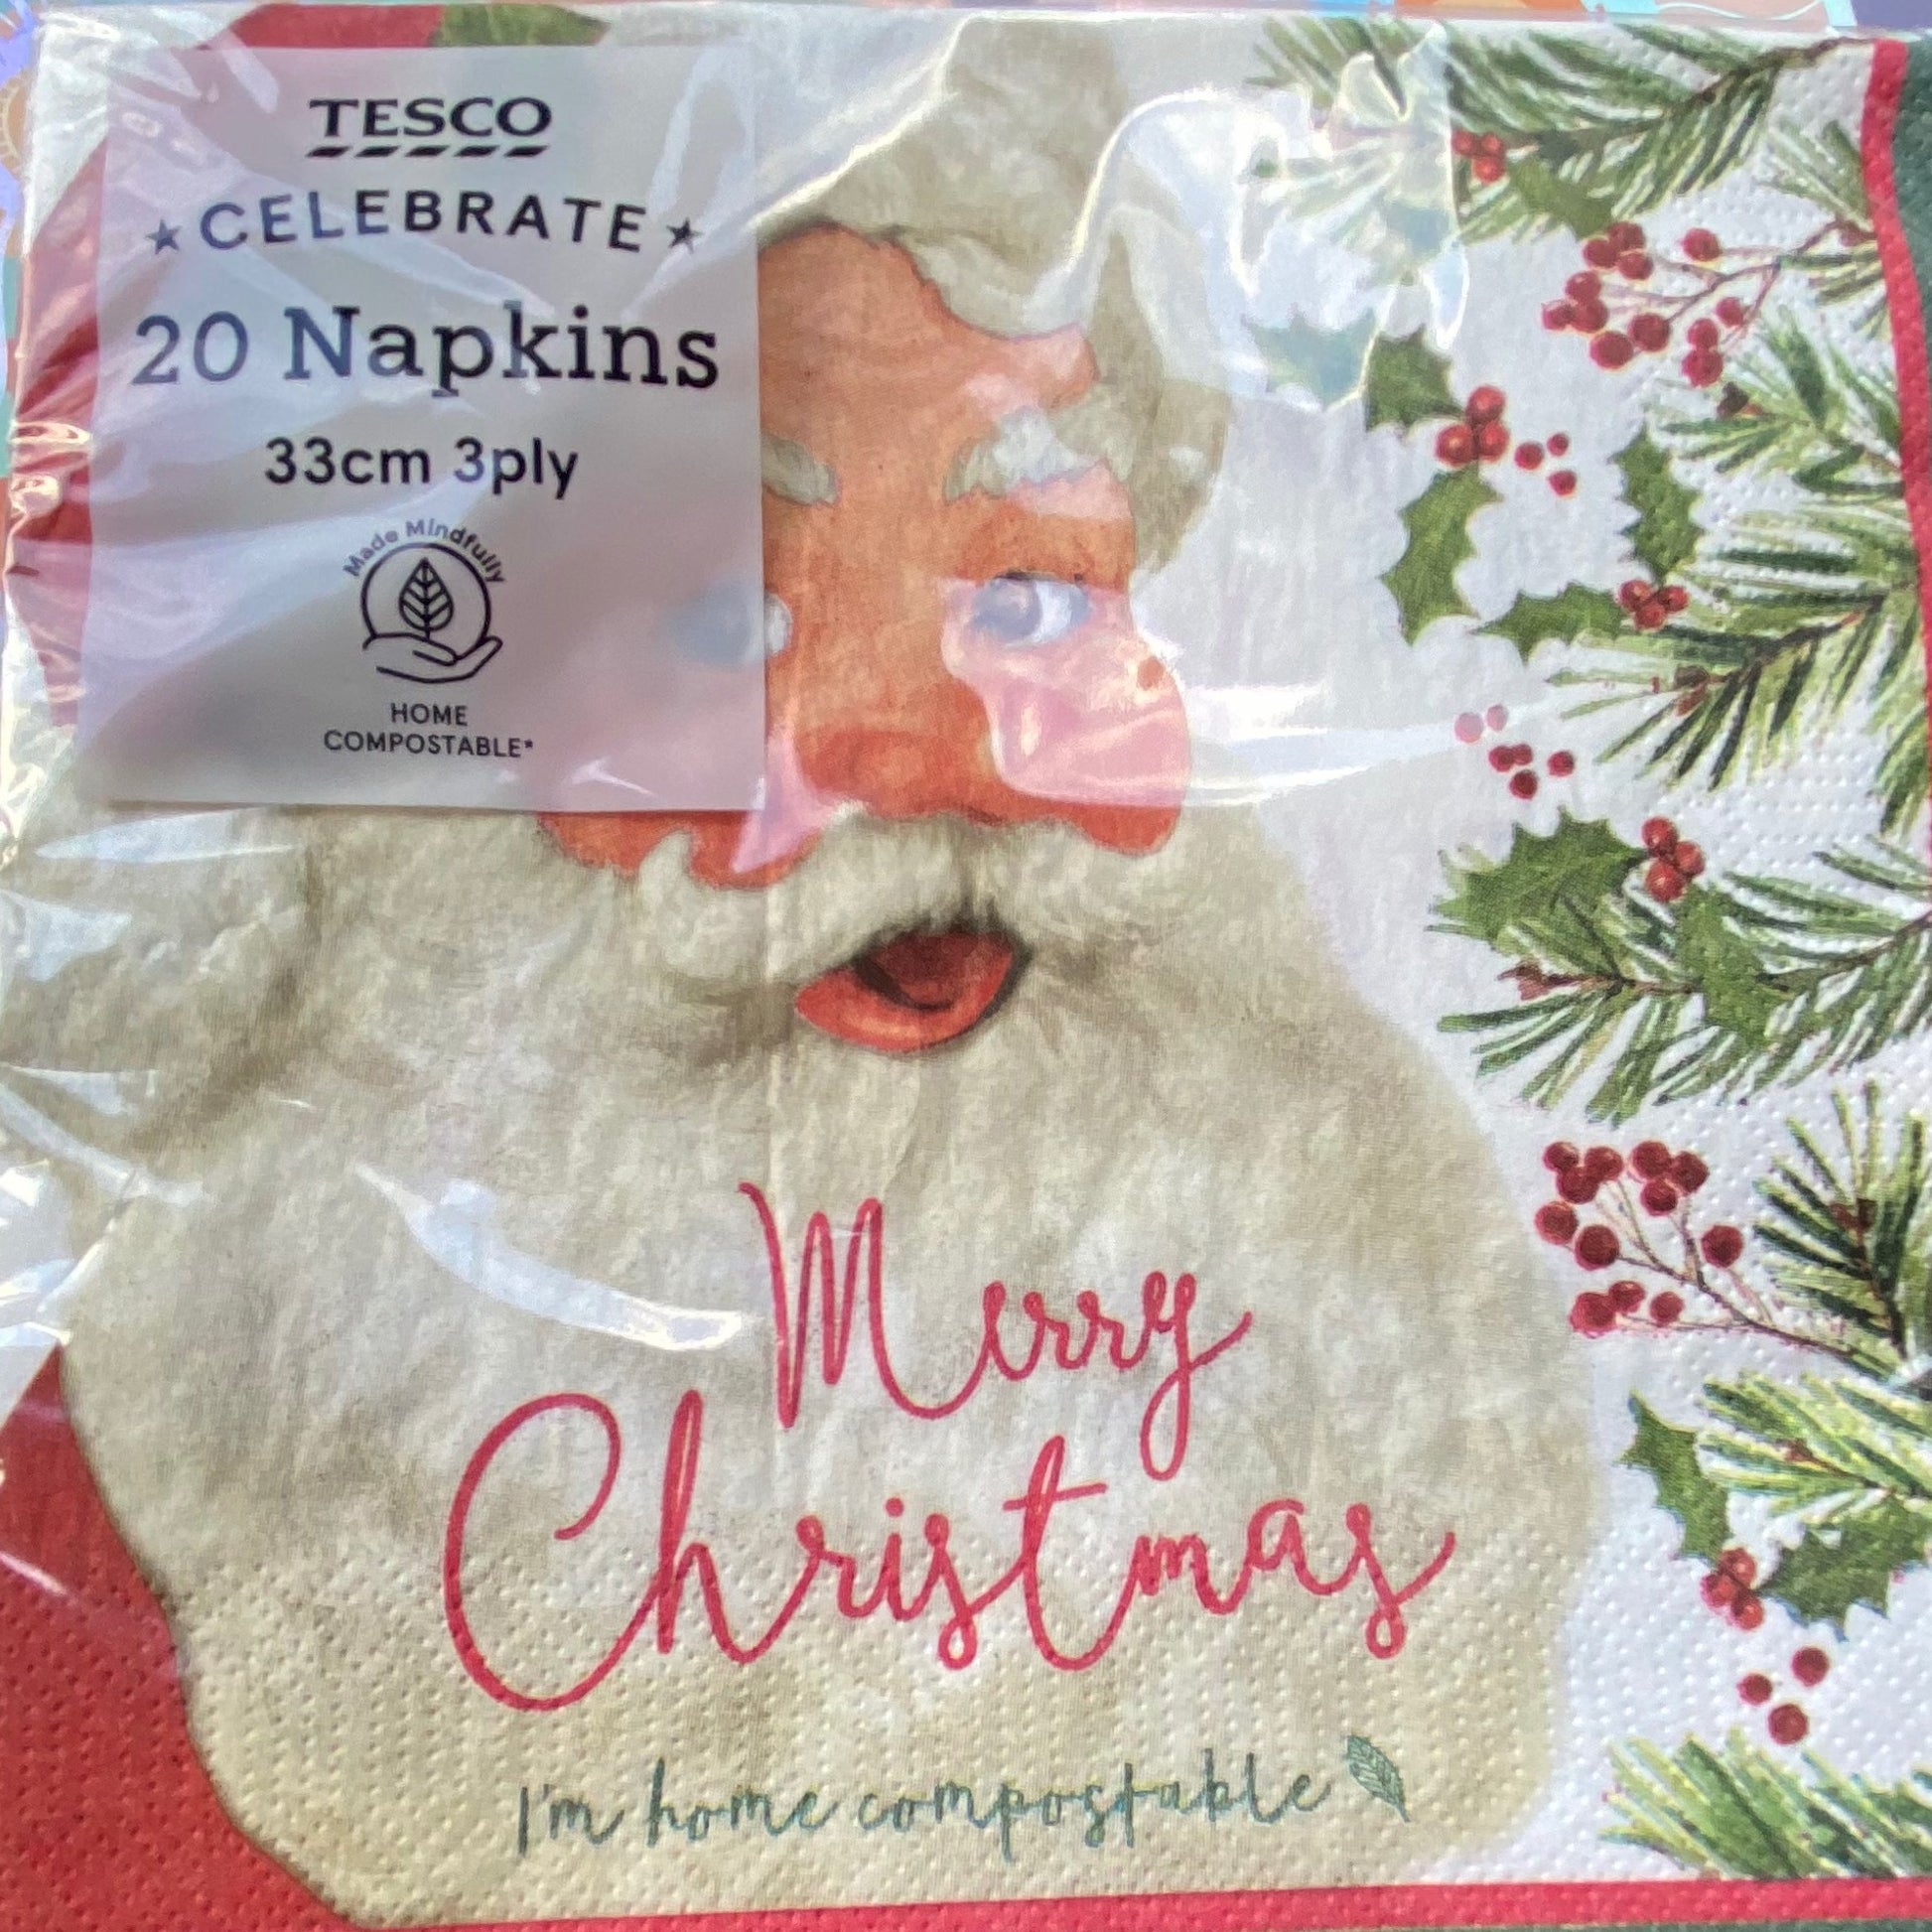 TESCO
CELEBRATE
20 Napkins
33cm 3ply
Made Mindfully
HOME
COMPOSTABLE*
Merry
Christmas
I'm home compostable